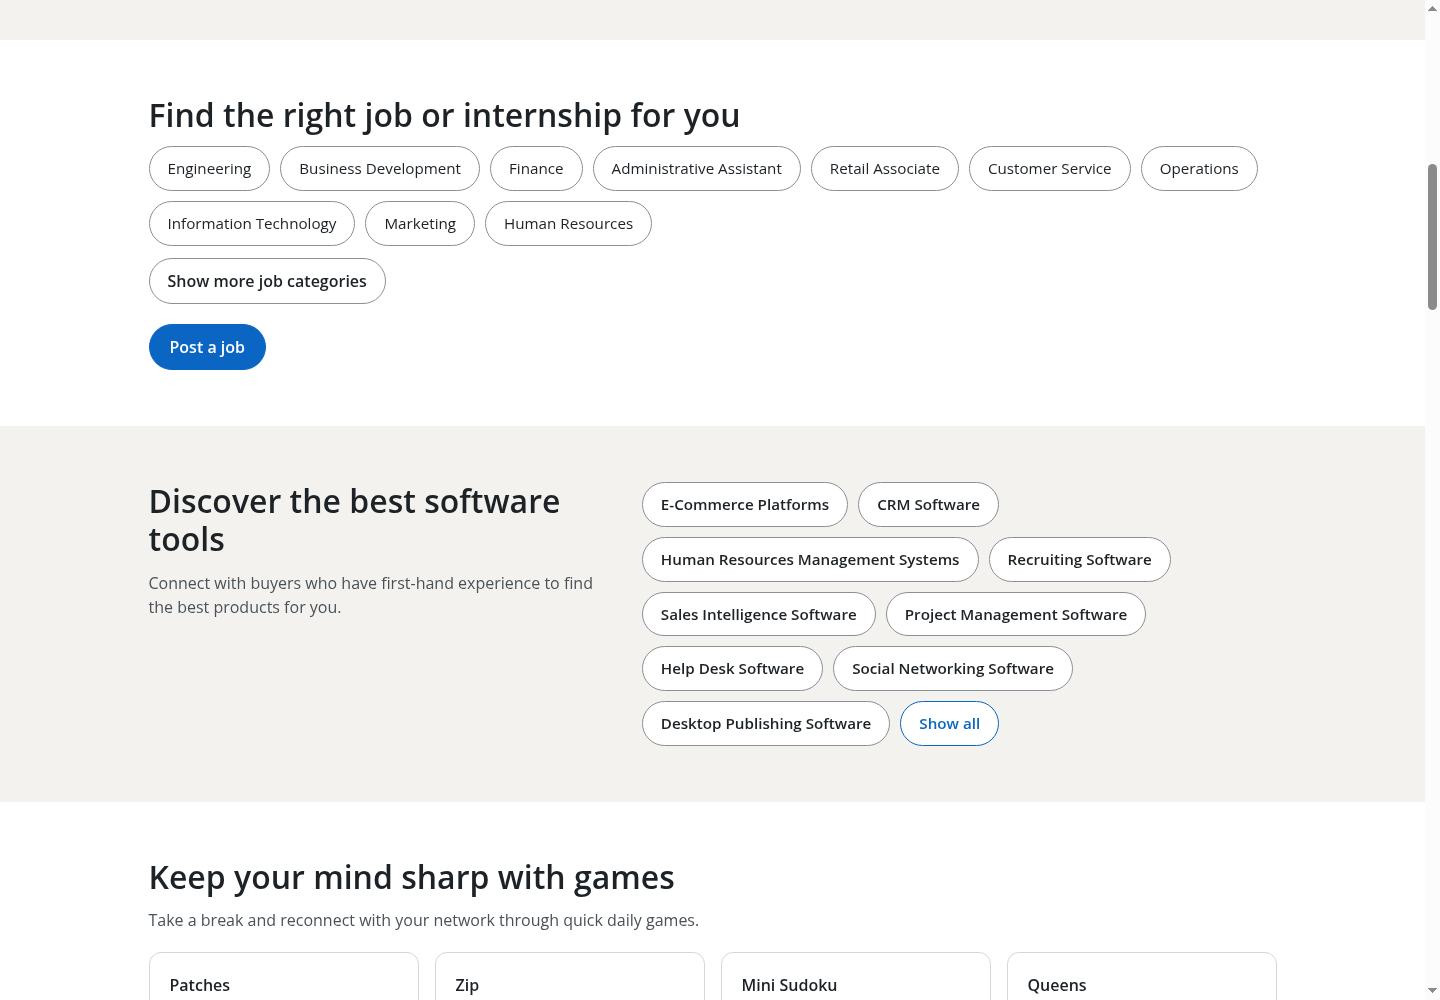 Find the right job or internship for you
Engineering Business Development Finance Administrative Assistant Retail Associate Customer Service Operations
Information Technology Marketing Human Resources
Show more job categories
Post a job
Discover the best software
tools
Connect with buyers who have first-hand experience to find
the best products for you.
E-Commerce Platforms CRM Software
Human Resources Management Systems Recruiting Software
Sales Intelligence Software Project Management Software
Help Desk Software Social Networking Software
Desktop Publishing Software Show all
Keep your mind sharp with games
Take a break and reconnect with your network through quick daily games.
Patches Zip Mini Sudoku Queens